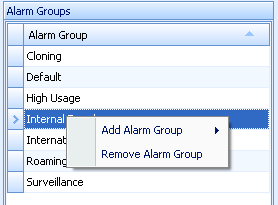 Alarm Groups
Alarm Group
Cloning
Default
High Usage
Internal
Add Alarm Group
Remove Alarm Group
Roaming
Surveillance